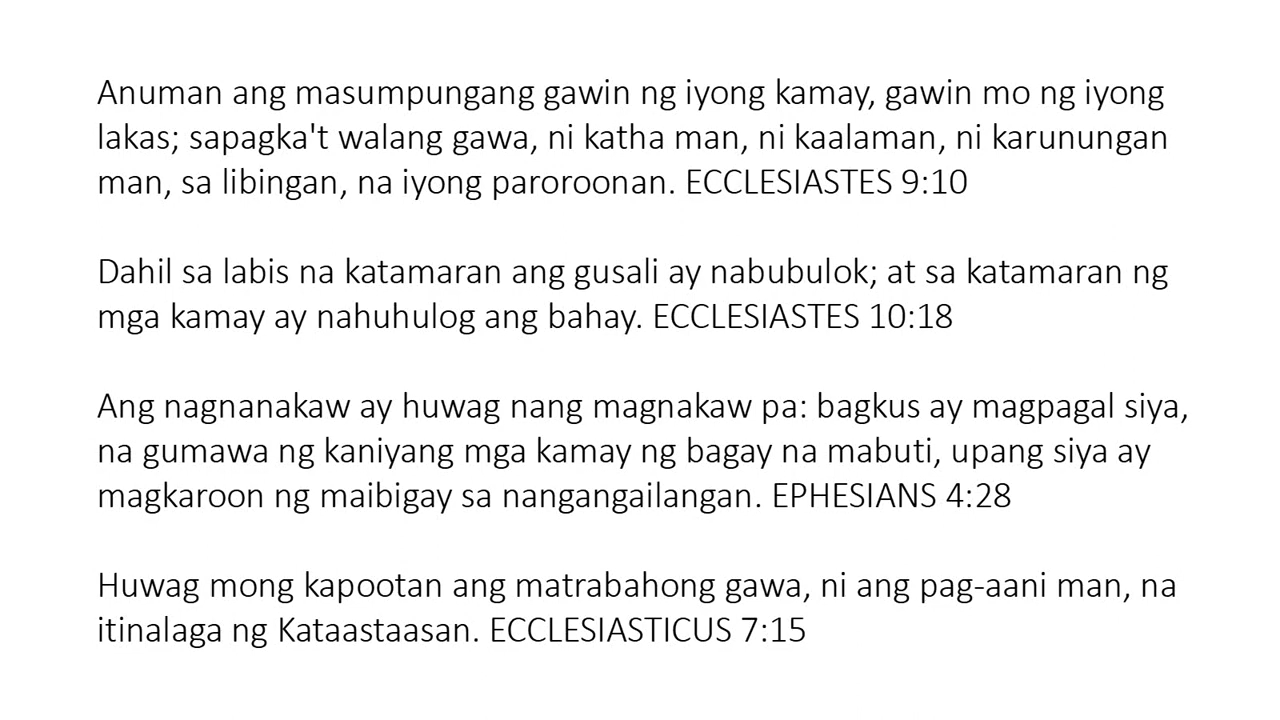 Anuman ang masumpungang gawin ng iyong kamay, gawin mo ng iyong
lakas; sapagka't walang gawa, ni katha man, ni kaalaman, ni karunungan
man, sa libingan, na iyong paroroonan. ECCLESIASTES 9:10
Dahil sa labis na katamaran ang gusali ay nabubulok; at sa katamaran ng
mga kamay ay nahuhulog ang bahay. ECCLESIASTES 10:18
Ang nagnanakaw ay huwag nang magnakaw pa: bagkus ay magpagal siya,
na gumawa ng kaniyang mga kamay ng bagay na mabuti, upang siya ay
magkaroon ng maibigay sa nangangailangan. EPHESIANS 4:28
Huwag mong kapootan ang matrabahong gawa, ni ang pag-aani man, na
itinalaga ng Kataastaasan. ECCLESIASTICUS 7:15